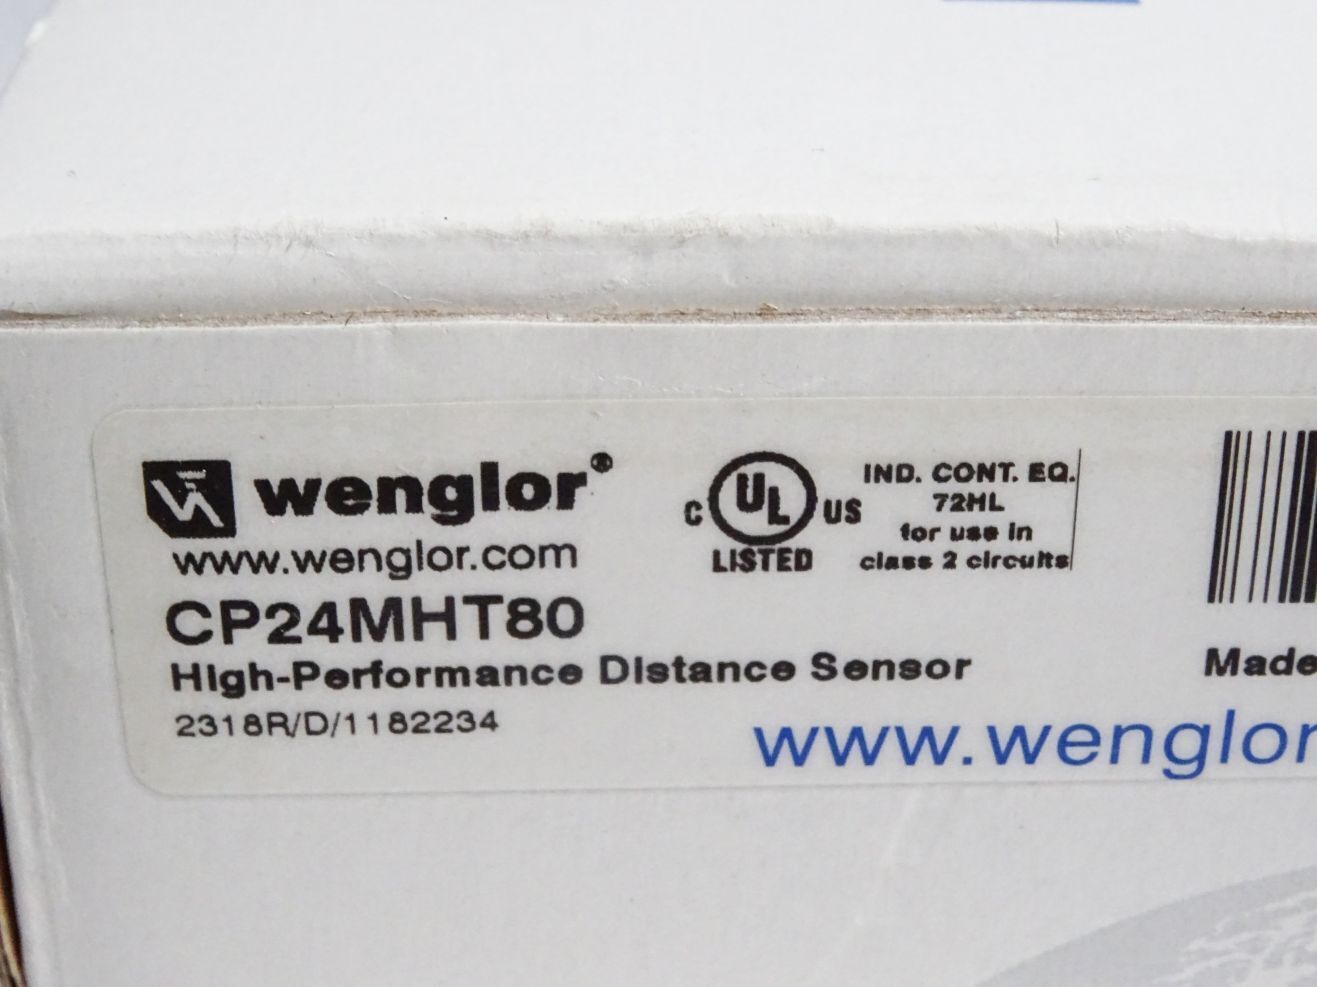 wenglor®
www.wenglor.com
C UL US
LISTED
IND. CONT. EQ.
72HL
for use in
class 2 circuits
CP24MHT80
High-Performance Distance Sensor
2318R/D/1182234
Made
www.wenglor